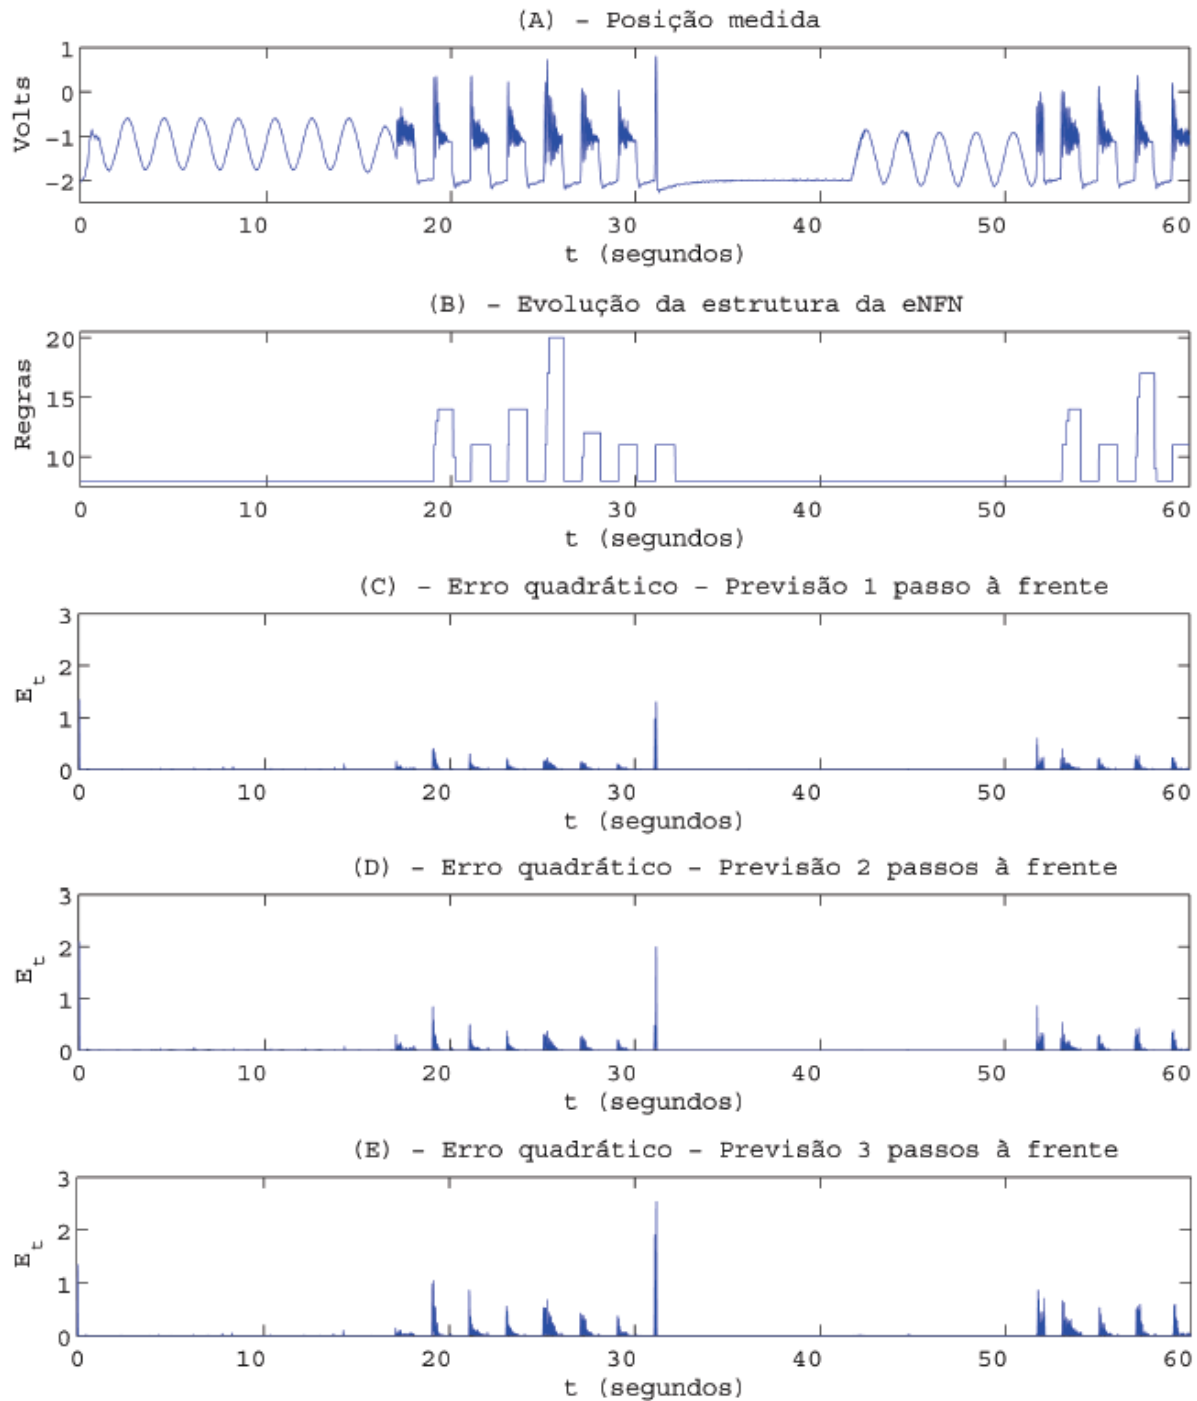 (A) - Posição medida
Volts
1
0
-1
-2
0 10 20 30 40 50 60
t (segundos)
(B) - Evolução da estrutura da eNFN
Regras
20
15
10
0 10 20 30 40 50 60
t (segundos)
(C) - Erro quadrático - Previsão 1 passo à frente
E_t
3
2
1
0
0 10 20 30 40 50 60
t (segundos)
(D) - Erro quadrático - Previsão 2 passos à frente
E_t
3
2
1
0
0 10 20 30 40 50 60
t (segundos)
(E) - Erro quadrático - Previsão 3 passos à frente
E_t
3
2
1
0
0 10 20 30 40 50 60
t (segundos)